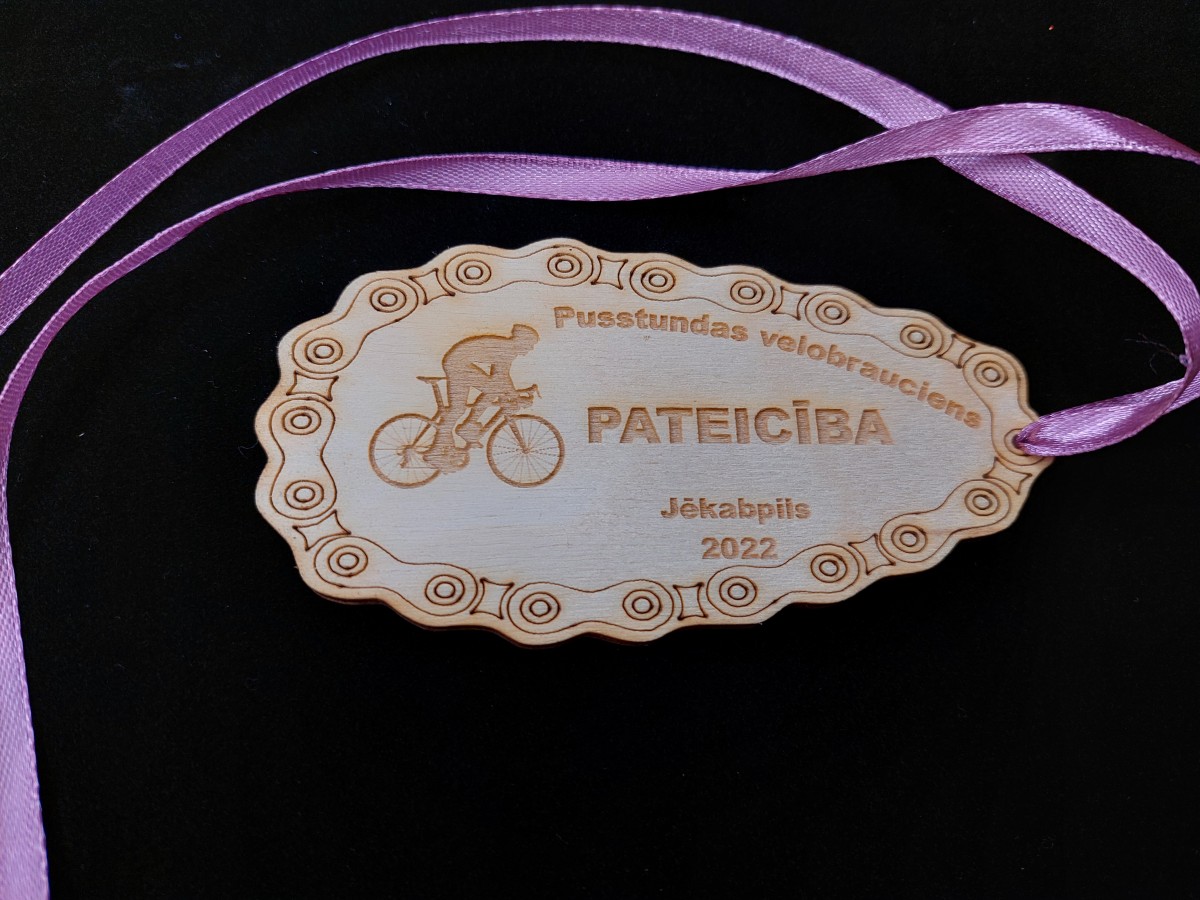 Pusstundas velobrauciens
PATEICĪBA
Jēkabpils
2022